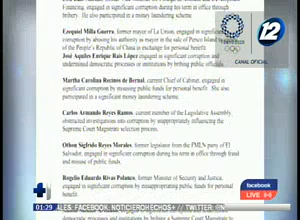 Financing, engaged in significant corruption during his term in office through
bribery. He also participated in a money laundering scheme.
Ezequiel Milla Guerra, former mayor of La Union, engaged in significant
corruption by abusing his authority as mayor in the sale of Perico Island
of the People's Republic of China in exchange for personal benefit.
José Aquiles Enrique Rais López engaged in significant corruption and
undermined democratic processes or institutions by bribing public officials
Martha Carolina Recinos de Bernal, current Chief of Cabinet, engaged in
significant corruption by misusing public funds for personal benefit. She also
participated in a significant money laundering scheme.
Carlos Armando Reyes Ramos, current member of the Legislative Assembly,
obstructed investigations into corruption by inappropriately influencing the
Supreme Court Magistrate selection process.
Orlson Sigfrido Reyes Morales, former legislator from the FMLN party of El
Salvador, engaged in significant corruption during his term in office through fraud
and misuse of public funds.
Rogelio Eduardo Rivas Polanco, former Minister of Security and Justice,
engaged in significant corruption by misappropriating public funds for personal
benefit.
12
CANAL OFICIAL
facebook
LIVE
01:29
ALES, FACEBOOK: NOTICIEROHECHOS+ // TWITTER